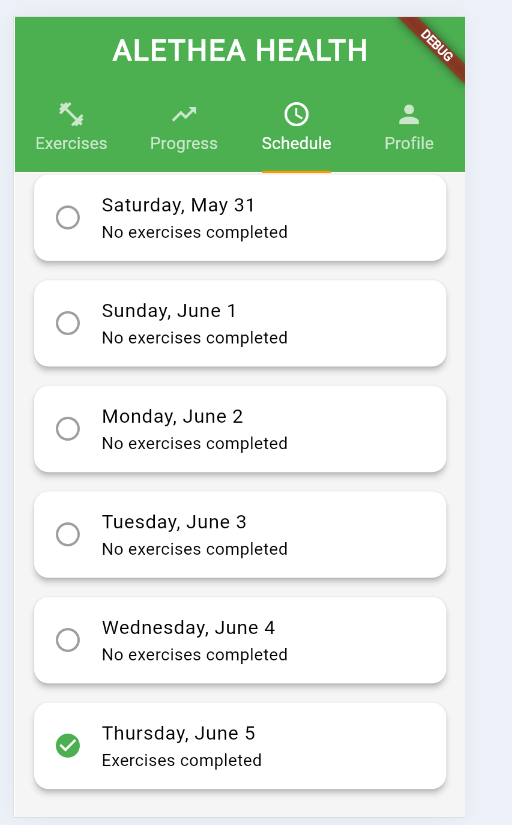 ALETHEA HEALTH
DEBUG
Exercises Progress Schedule Profile
Saturday, May 31
No exercises completed
Sunday, June 1
No exercises completed
Monday, June 2
No exercises completed
Tuesday, June 3
No exercises completed
Wednesday, June 4
No exercises completed
Thursday, June 5
Exercises completed